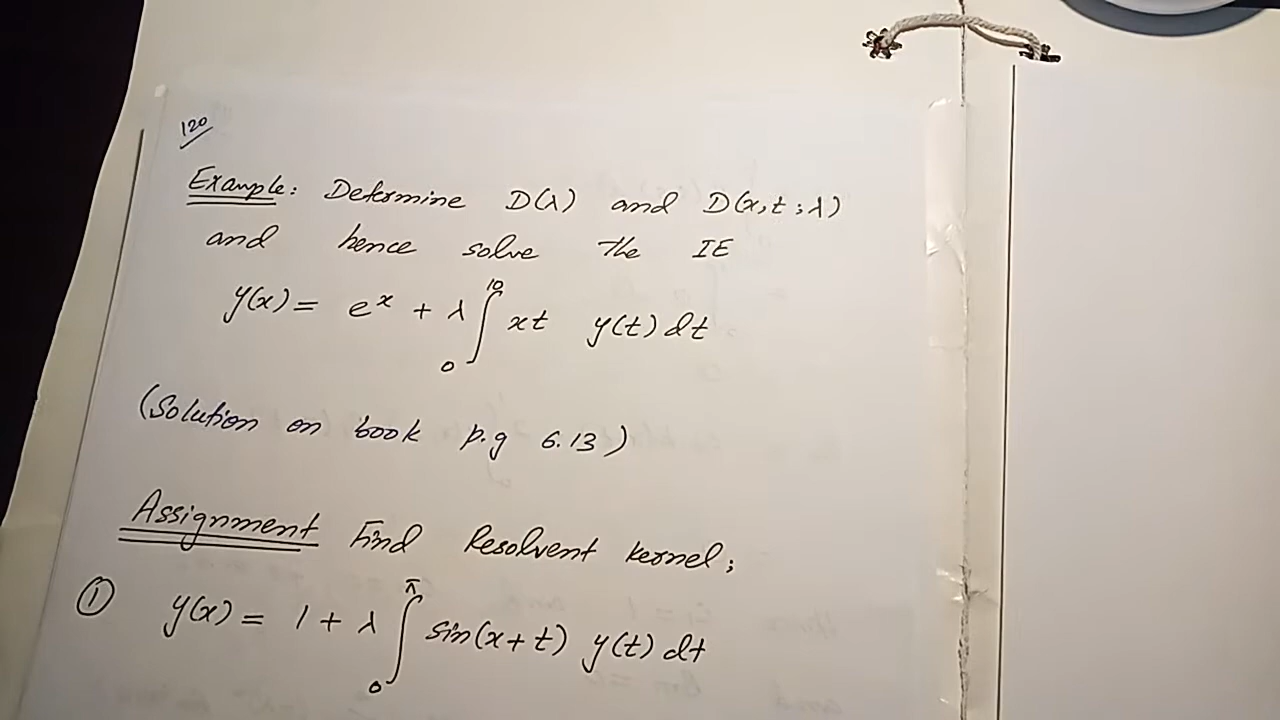 120
Example: Determine D(λ) and D(x,t;λ)
and hence solve the IE
y(x) = e^x + λ ∫_0^10 xt y(t) dt
(Solution on book p.g 6.13)
Assignment Find Resolvent kernel;
① y(x) = 1 + λ ∫_0^π sin(x+t) y(t) dt